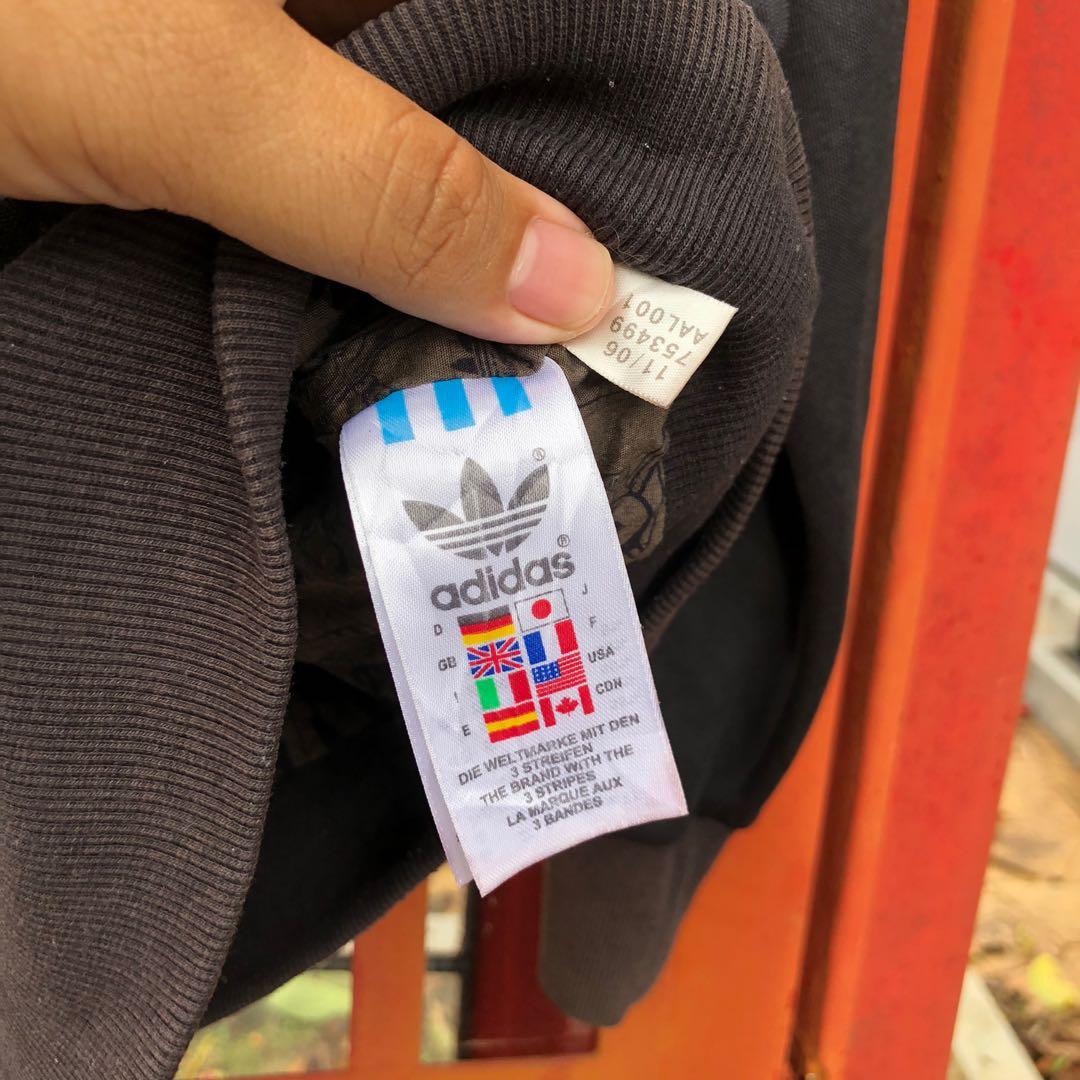 11/06
753499
AAL001
®
adidas®
D J
GB F
I USA
E CDN
DIE WELTMARKE MIT DEN
3 STREIFEN
THE BRAND WITH THE
3 STRIPES
LA MARQUE AUX
3 BANDES